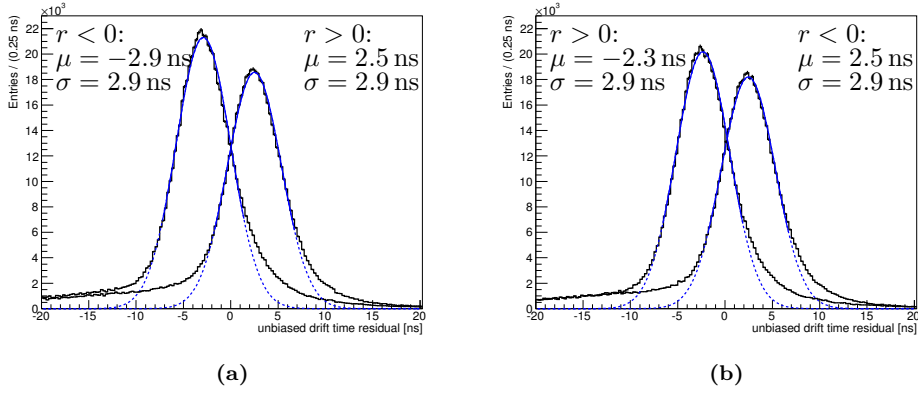 ×10³
Entries / (0.25 ns)
22
20
18
16
14
12
10
8
6
4
2
0
r < 0:
μ = −2.9 ns
σ = 2.9 ns
r > 0:
μ = 2.5 ns
σ = 2.9 ns
-20 -15 -10 -5 0 5 10 15 20
unbiased drift time residual [ns]
(a)
×10³
Entries / (0.25 ns)
22
20
18
16
14
12
10
8
6
4
2
0
r > 0:
μ = −2.3 ns
σ = 2.9 ns
r < 0:
μ = 2.5 ns
σ = 2.9 ns
-20 -15 -10 -5 0 5 10 15 20
unbiased drift time residual [ns]
(b)